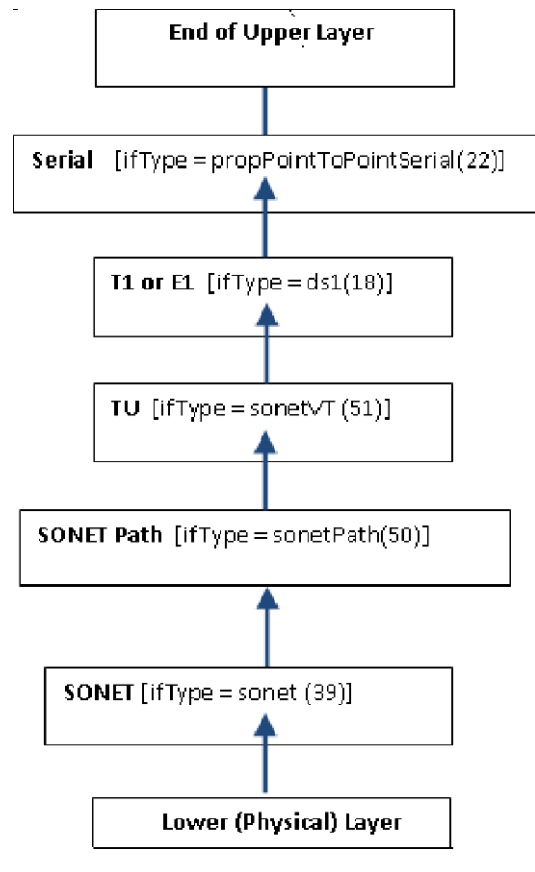 End of Upper Layer
Serial [ifType = propPointToPointSerial(22)]
T1 or E1 [ifType = ds1(18)]
TU [ifType = sonetVT (51)]
SONET Path [ifType = sonetPath(50)]
SONET [ifType = sonet (39)]
Lower (Physical) Layer